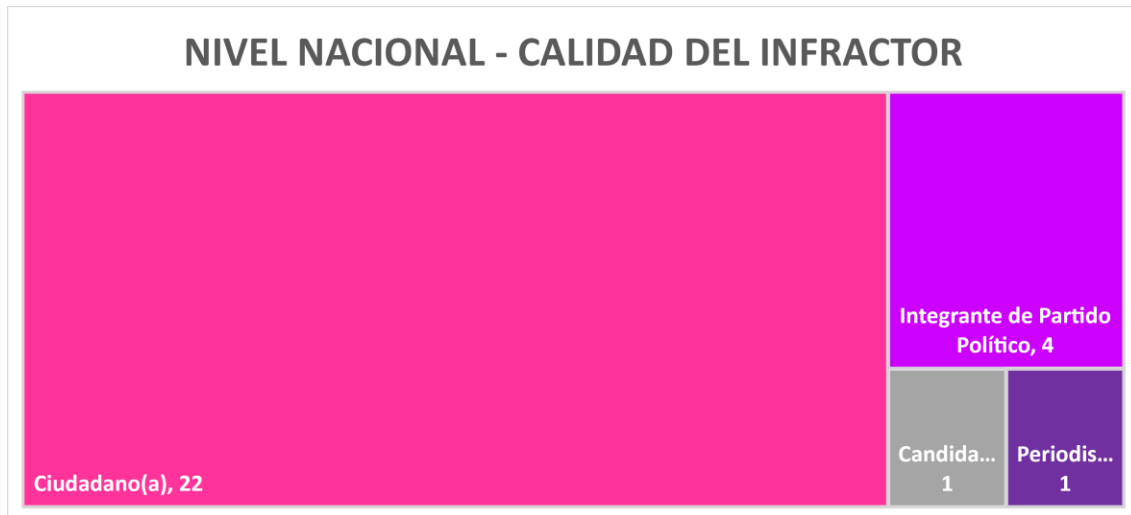 NIVEL NACIONAL - CALIDAD DEL INFRACTOR
Ciudadano(a), 22
Integrante de Partido
Político, 4
Candida...
1
Periodis...
1